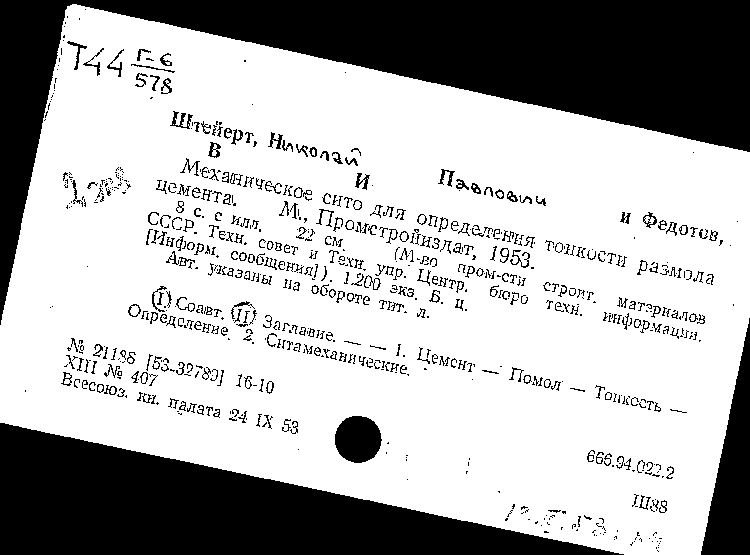 Т44 Г-6
578
Штейерт, Николай Павлович и Федотов,
В И
Механическое сито для определения тонкости размола
цемента. М., Промстройиздат, 1953.
8 с. с илл. 22 см (М-во пром-сти строит. материалов
СССР. Техн. совет и Техн. упр. Центр. бюро техн. информации.
[Информ. сообщения]). 1.200 экз. Б. ц.
Авт. указаны на обороте тит. л.
I Соавт. II Заглавие. — — 1. Цемент — Помол — Тонкость —
Определение. 2. Сита механические.
№ 21188 [53-32789] 16-10
XIII № 407
Всесоюз. кн. палата 24 IX 53
666.94.022.2
Ш88